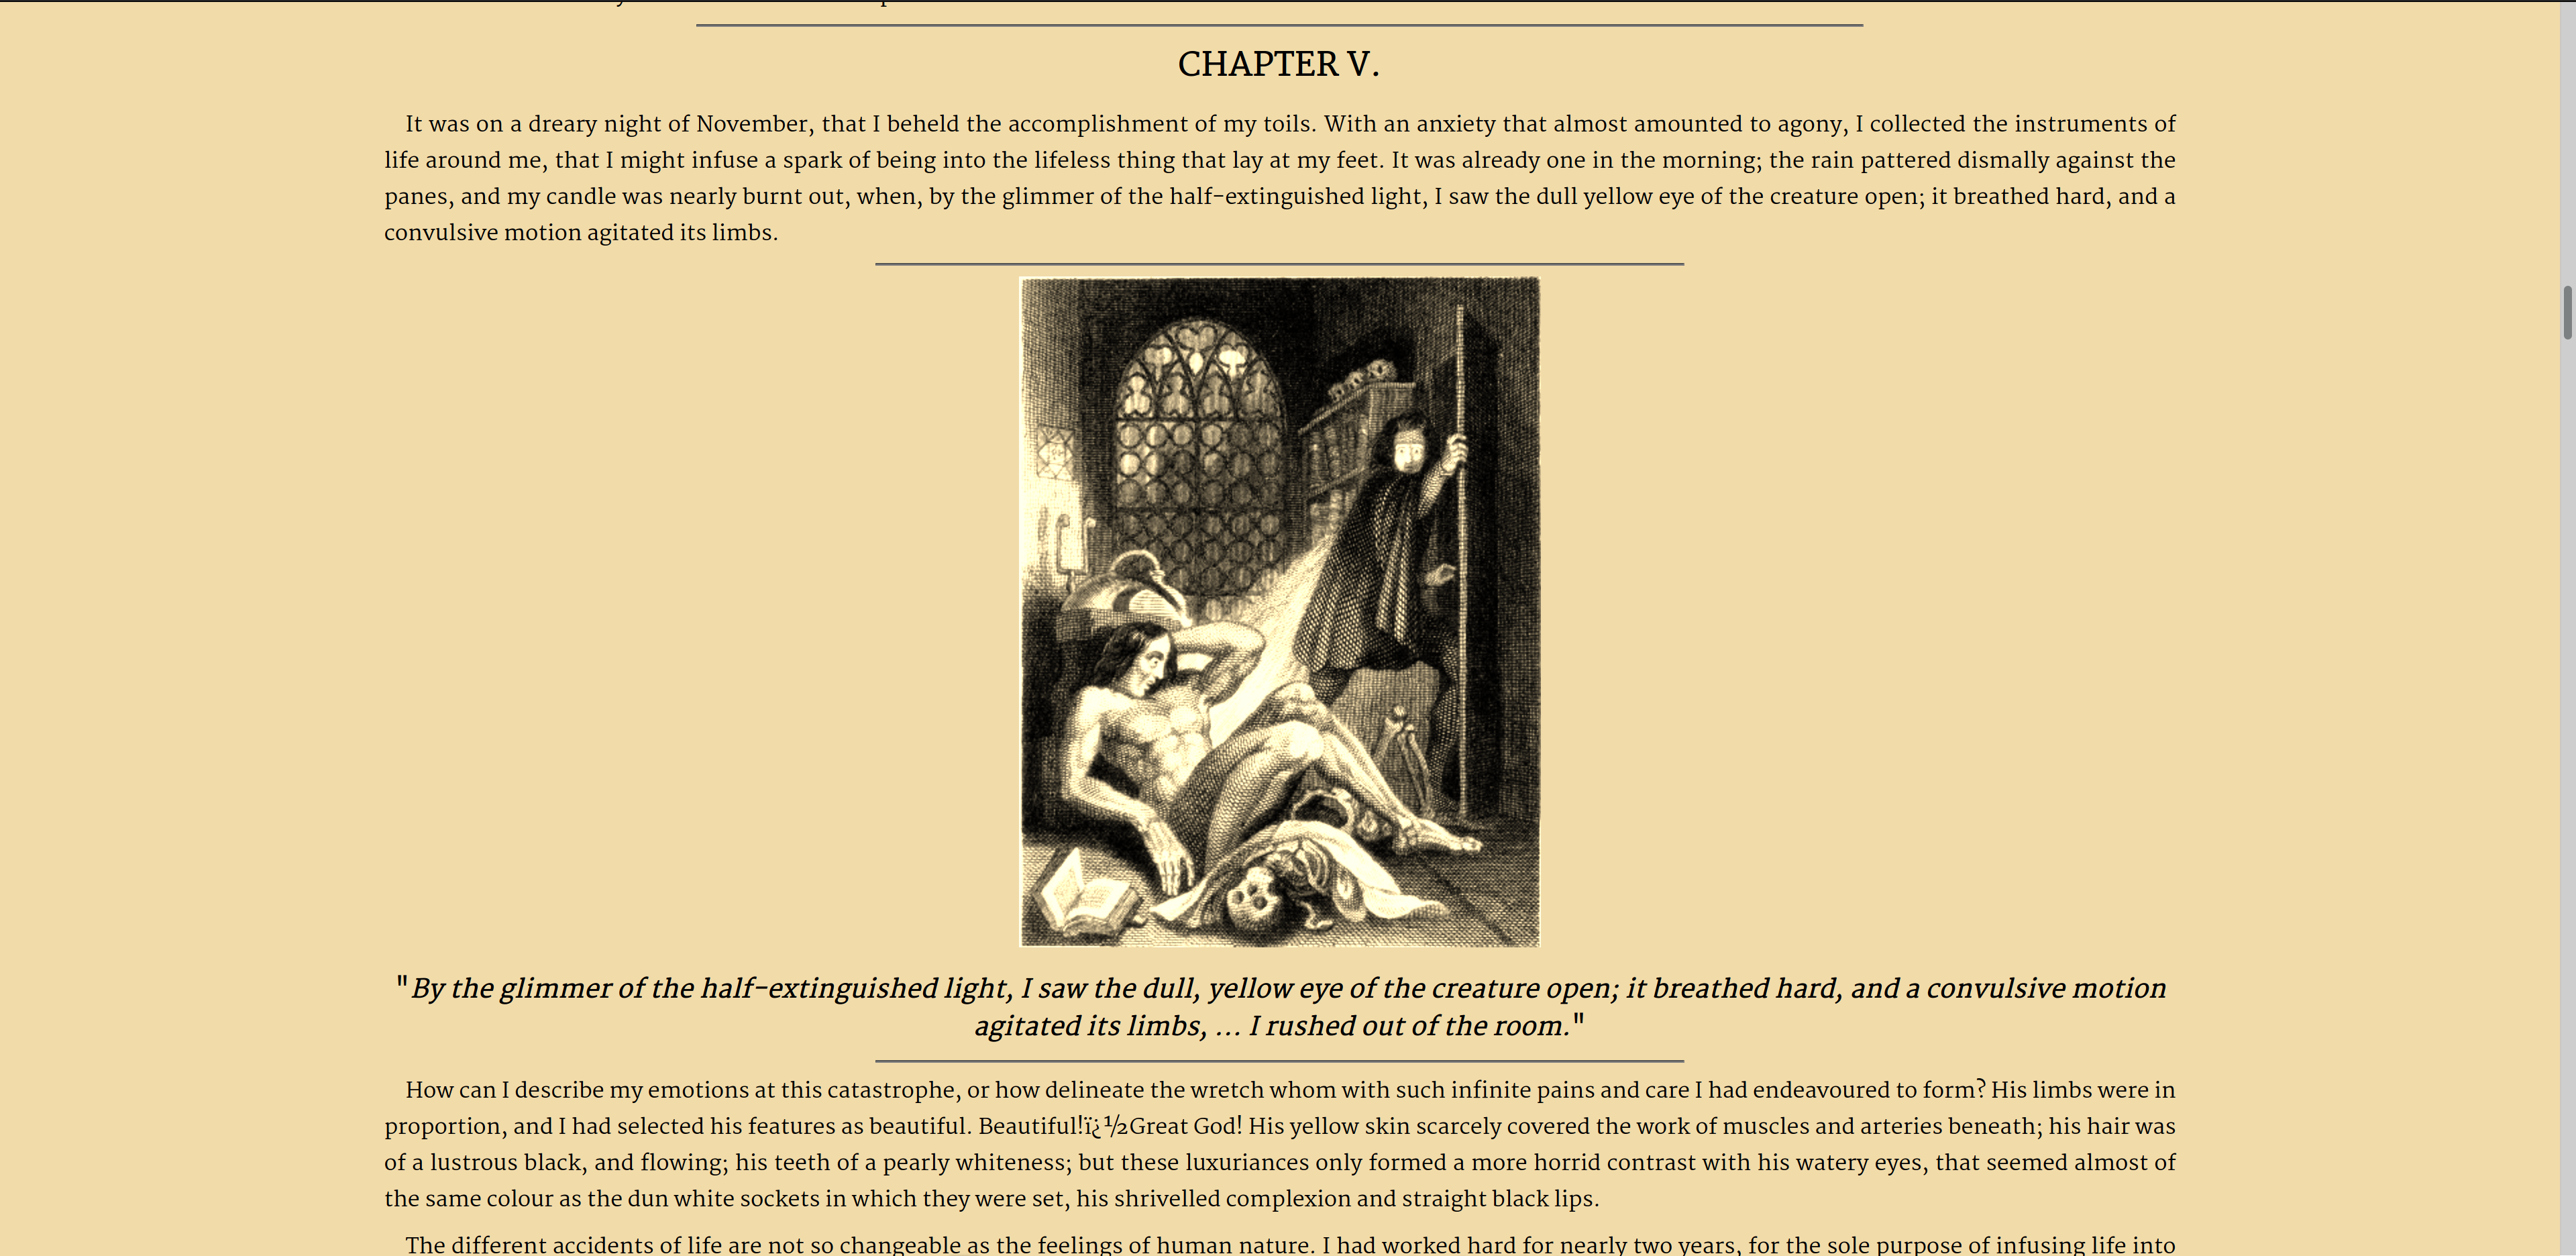 CHAPTER V.
It was on a dreary night of November, that I beheld the accomplishment of my toils. With an anxiety that almost amounted to agony, I collected the instruments of
life around me, that I might infuse a spark of being into the lifeless thing that lay at my feet. It was already one in the morning; the rain pattered dismally against the
panes, and my candle was nearly burnt out, when, by the glimmer of the half-extinguished light, I saw the dull yellow eye of the creature open; it breathed hard, and a
convulsive motion agitated its limbs.
"By the glimmer of the half-extinguished light, I saw the dull, yellow eye of the creature open; it breathed hard, and a convulsive motion
agitated its limbs, ... I rushed out of the room."
How can I describe my emotions at this catastrophe, or how delineate the wretch whom with such infinite pains and care I had endeavoured to form? His limbs were in
proportion, and I had selected his features as beautiful. Beautiful!ï¿½Great God! His yellow skin scarcely covered the work of muscles and arteries beneath; his hair was
of a lustrous black, and flowing; his teeth of a pearly whiteness; but these luxuriances only formed a more horrid contrast with his watery eyes, that seemed almost of
the same colour as the dun white sockets in which they were set, his shrivelled complexion and straight black lips.
The different accidents of life are not so changeable as the feelings of human nature. I had worked hard for nearly two years, for the sole purpose of infusing life into